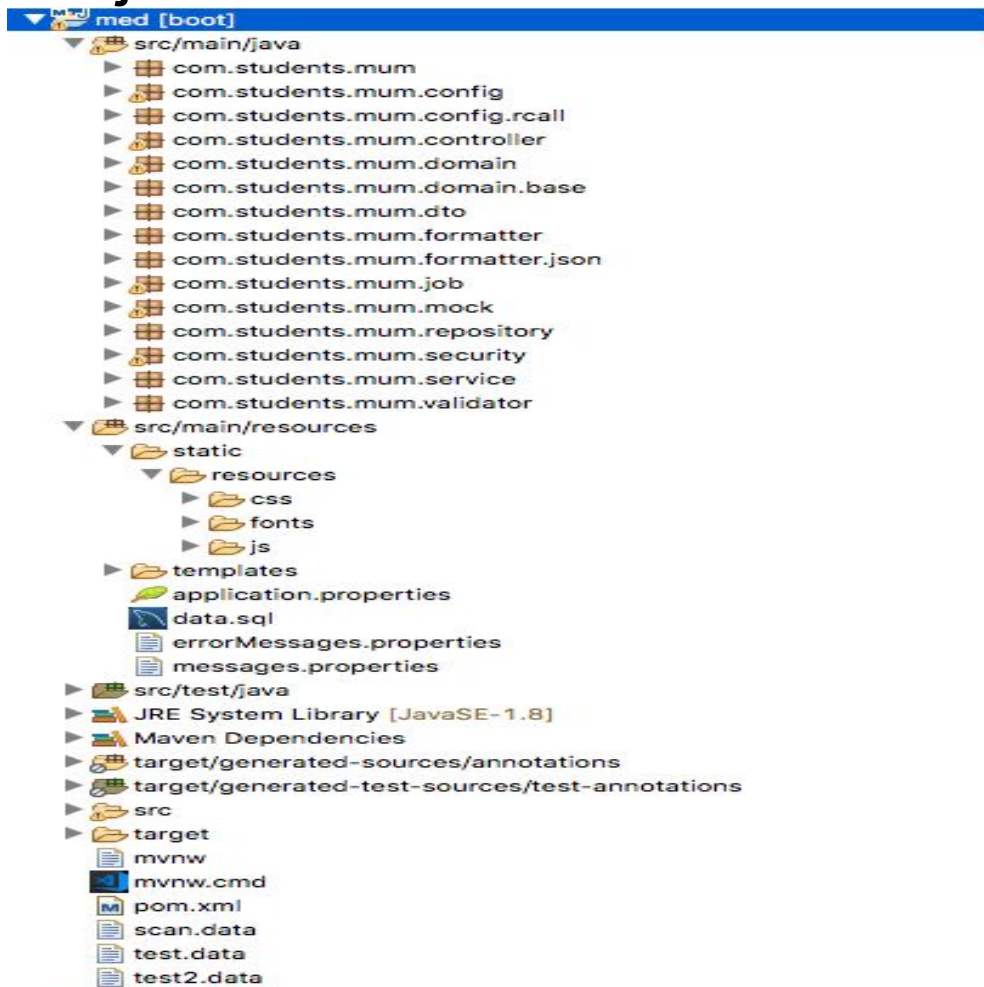 med [boot]
src/main/java
com.students.mum
com.students.mum.config
com.students.mum.config.rcall
com.students.mum.controller
com.students.mum.domain
com.students.mum.domain.base
com.students.mum.dto
com.students.mum.formatter
com.students.mum.formatter.json
com.students.mum.job
com.students.mum.mock
com.students.mum.repository
com.students.mum.security
com.students.mum.service
com.students.mum.validator
src/main/resources
static
resources
css
fonts
js
templates
application.properties
data.sql
errorMessages.properties
messages.properties
src/test/java
JRE System Library [JavaSE-1.8]
Maven Dependencies
target/generated-sources/annotations
target/generated-test-sources/test-annotations
src
target
mvnw
mvnw.cmd
pom.xml
scan.data
test.data
test2.data